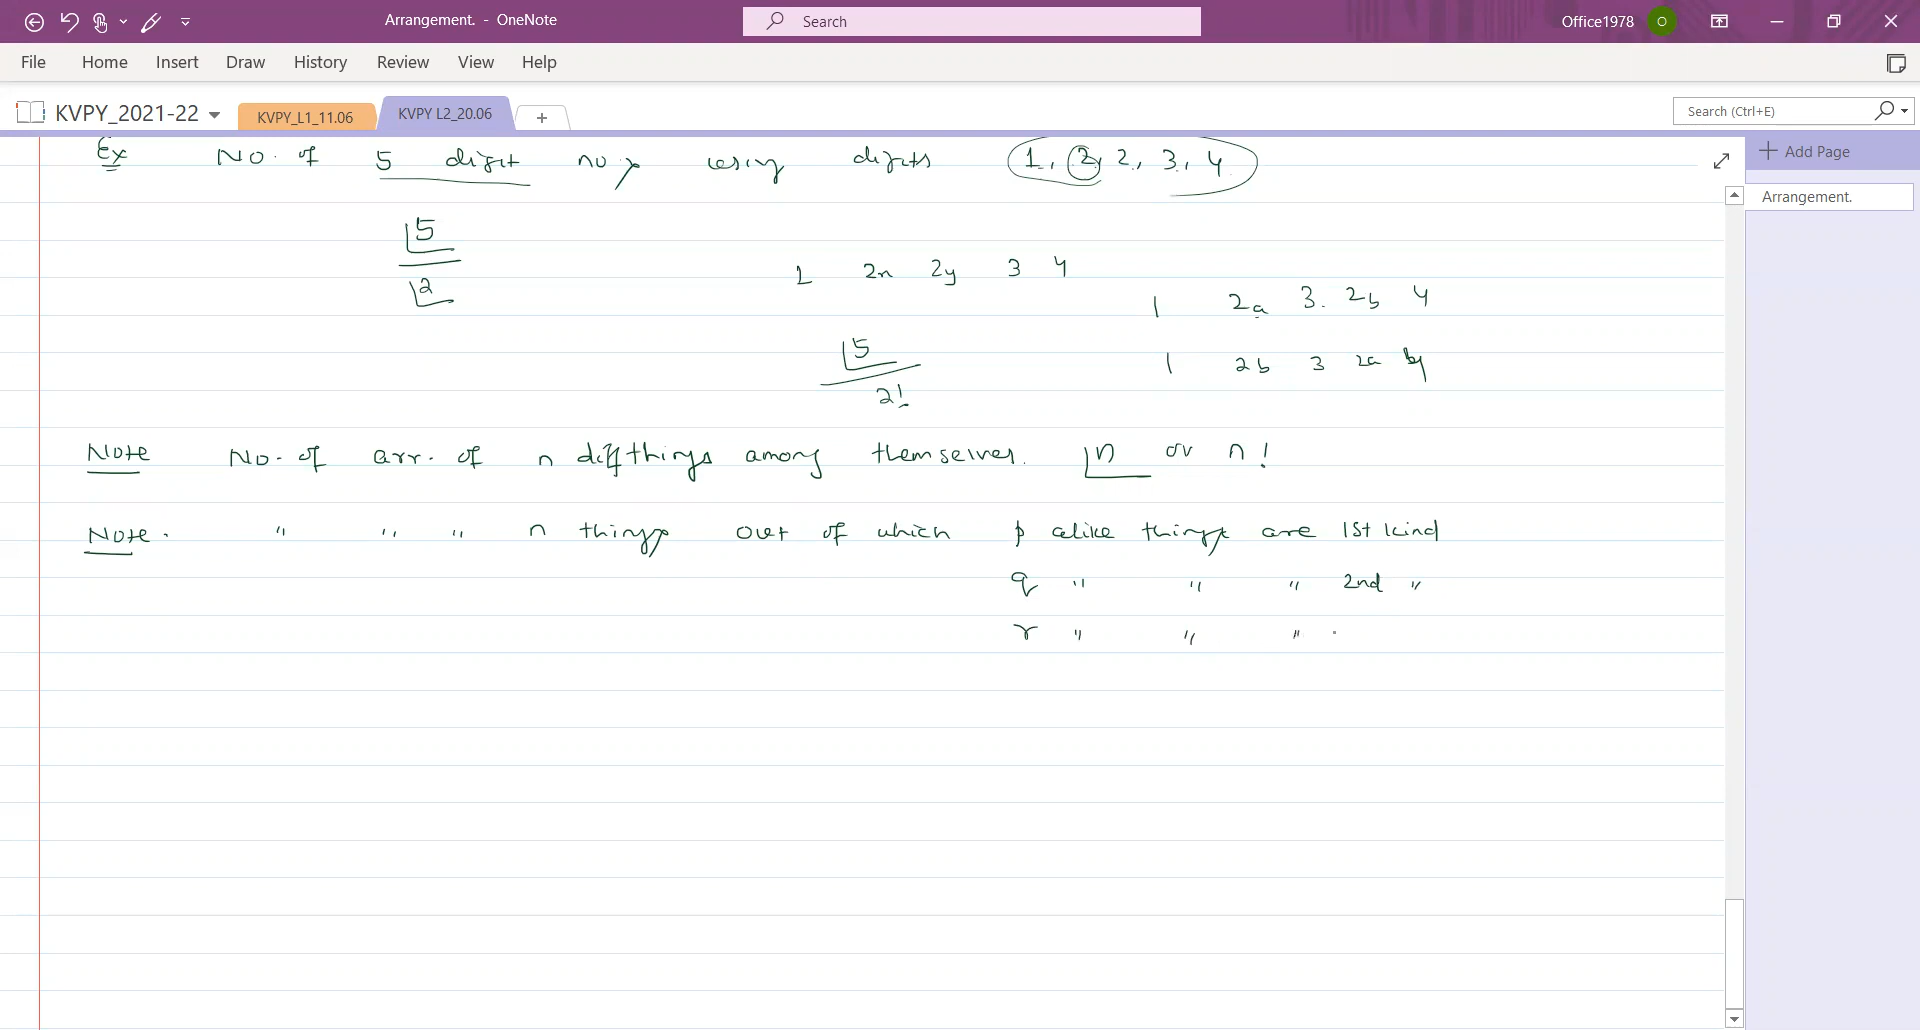 Arrangement. - OneNote
Search
Office1978
O
File Home Insert Draw History Review View Help
KVPY_2021-22
KVPY_L1_11.06
KVPY L2_20.06
+
Search (Ctrl+E)
Add Page
Arrangement.
Ex No. of 5 digit nos using digits 1, 2, 2, 3, 4
5
2
1 2x 2y 3 4
1 2a 3. 2b 4
5
2!
1 2b 3 2a 4
Note No. of arr. of n diff things among themselves. n or n!
Note. " " " n things out of which p alike things are 1st kind
q " " " 2nd "
r " " "